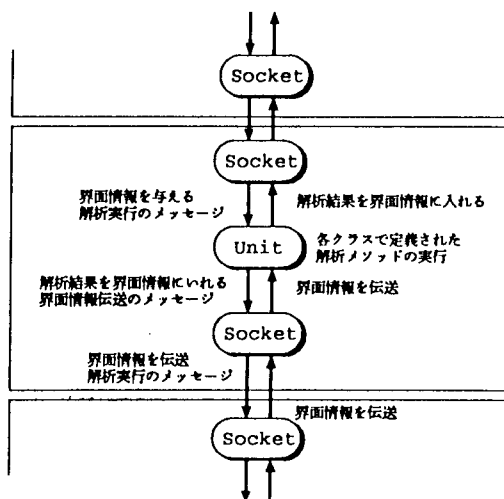 Socket
Socket
界面情報を与える
解析実行のメッセージ
解析結果を界面情報に入れる
Unit
各クラスで定義された
解析メソッドの実行
解析結果を界面情報にいれる
界面情報伝送のメッセージ
界面情報を伝送
Socket
界面情報を伝送
解析実行のメッセージ
界面情報を伝送
Socket